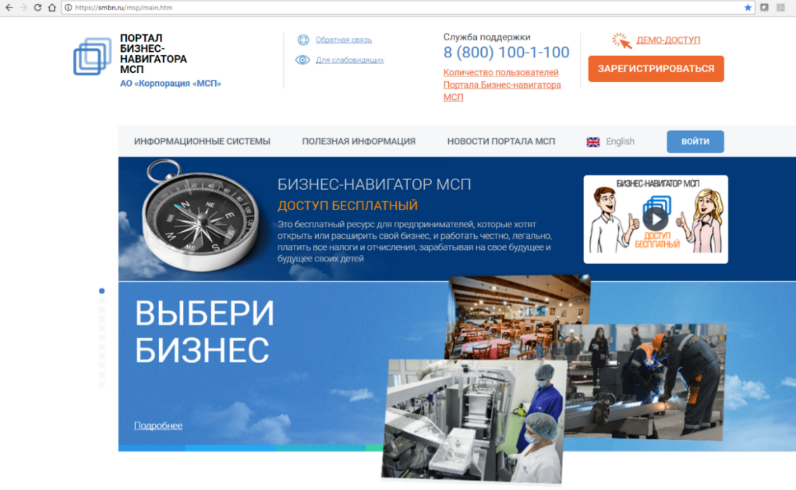 https://smbn.ru/msp/main.htm
ПОРТАЛ
БИЗНЕС-
НАВИГАТОРА
МСП
АО «Корпорация «МСП»
Обратная связь
Для слабовидящих
Служба поддержки
8 (800) 100-1-100
Количество пользователей
Портала Бизнес-навигатора
МСП
ДЕМО-ДОСТУП
ЗАРЕГИСТРИРОВАТЬСЯ
ИНФОРМАЦИОННЫЕ СИСТЕМЫ
ПОЛЕЗНАЯ ИНФОРМАЦИЯ
НОВОСТИ ПОРТАЛА МСП
English
ВОЙТИ
N
NE
E
SE
S
W
БИЗНЕС-НАВИГАТОР МСП
ДОСТУП БЕСПЛАТНЫЙ
Это бесплатный ресурс для предпринимателей, которые хотят
открыть или расширить свой бизнес, и работать честно, легально,
платить все налоги и отчисления, зарабатывая на свое будущее и
будущее своих детей
БИЗНЕС-НАВИГАТОР МСП
ДОСТУП
БЕСПЛАТНЫЙ
ВЫБЕРИ
БИЗНЕС
Подробнее